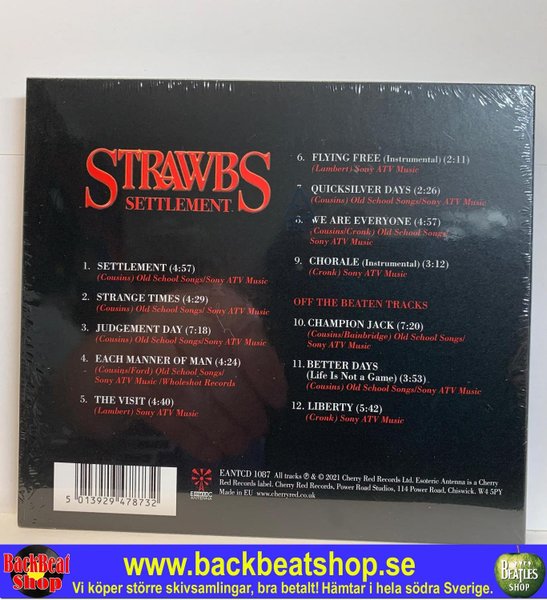 STRAWBS
SETTLEMENT
1. SETTLEMENT (4:57)
(Cousins) Old School Songs/Sony ATV Music
2. STRANGE TIMES (4:29)
(Cousins) Old School Songs/ Sony ATV Music
3. JUDGEMENT DAY (7:18)
(Cousins) Old School Songs/Sony ATV Music
4. EACH MANNER OF MAN (4:24)
(Cousins/Ford) Old School Songs/
Sony ATV Music /Wholeshot Records
5. THE VISIT (4:40)
(Lambert) Sony ATV Music
6. FLYING FREE (Instrumental) (2:11)
(Lambert) Sony ATV Music
7. QUICKSILVER DAYS (2:26)
(Cousins) Old School Songs/Sony ATV Music
8. WE ARE EVERYONE (4:57)
(Cousins/Cronk) Old School Songs/
Sony ATV Music
9. CHORALE (Instrumental) (3:12)
(Cronk) Sony ATV Music
OFF THE BEATEN TRACKS
10. CHAMPION JACK (7:20)
(Cousins/Bainbridge) Old School Songs/
Sony ATV Music
11. BETTER DAYS
(Life Is Not a Game) (3:53)
(Cousins) Old School Songs/Sony ATV Music
12. LIBERTY (5:42)
(Cronk) Sony ATV Music
5 013929 478732
ESOTERIC
ANTENNA
EANTCD 1087 All tracks ℗ & © 2021 Cherry Red Records Ltd. Esoteric Antenna is a Cherry
Red Records label. Cherry Red Records, Power Road Studios, 114 Power Road, Chiswick. W4 5PY
Made in EU www.cherryred.co.uk
BackBeat
Shop
www.backbeatshop.se
Vi köper större skivsamlingar, bra betalt! Hämtar i hela södra Sverige.
The
BEATLES
SHOP